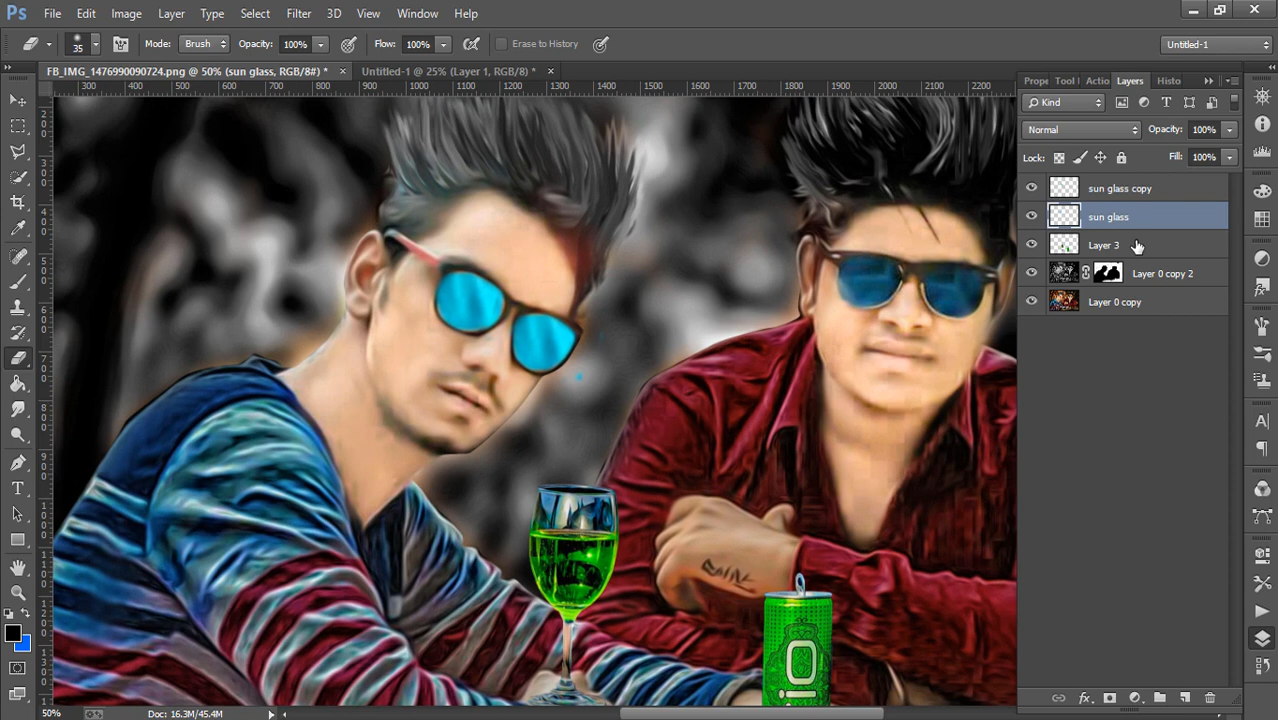 Ps File Edit Image Layer Type Select Filter 3D View Window Help
35 Mode: Brush Opacity: 100% Flow: 100% Erase to History Untitled-1
FB_IMG_1476990090724.png @ 50% (sun glass, RGB/8#) * × Untitled-1 @ 25% (Layer 1, RGB/8) * ×
300 400 500 600 700 800 900 1000 1100 1200 1300 1400 1500 1600 1700 1800 1900 2000 2100 2200
Prope Tool Actio Layers Histo
Kind
Normal Opacity: 100%
Lock: Fill: 100%
sun glass copy
sun glass
Layer 3
Layer 0 copy 2
Layer 0 copy
50% Doc: 16.3M/45.4M